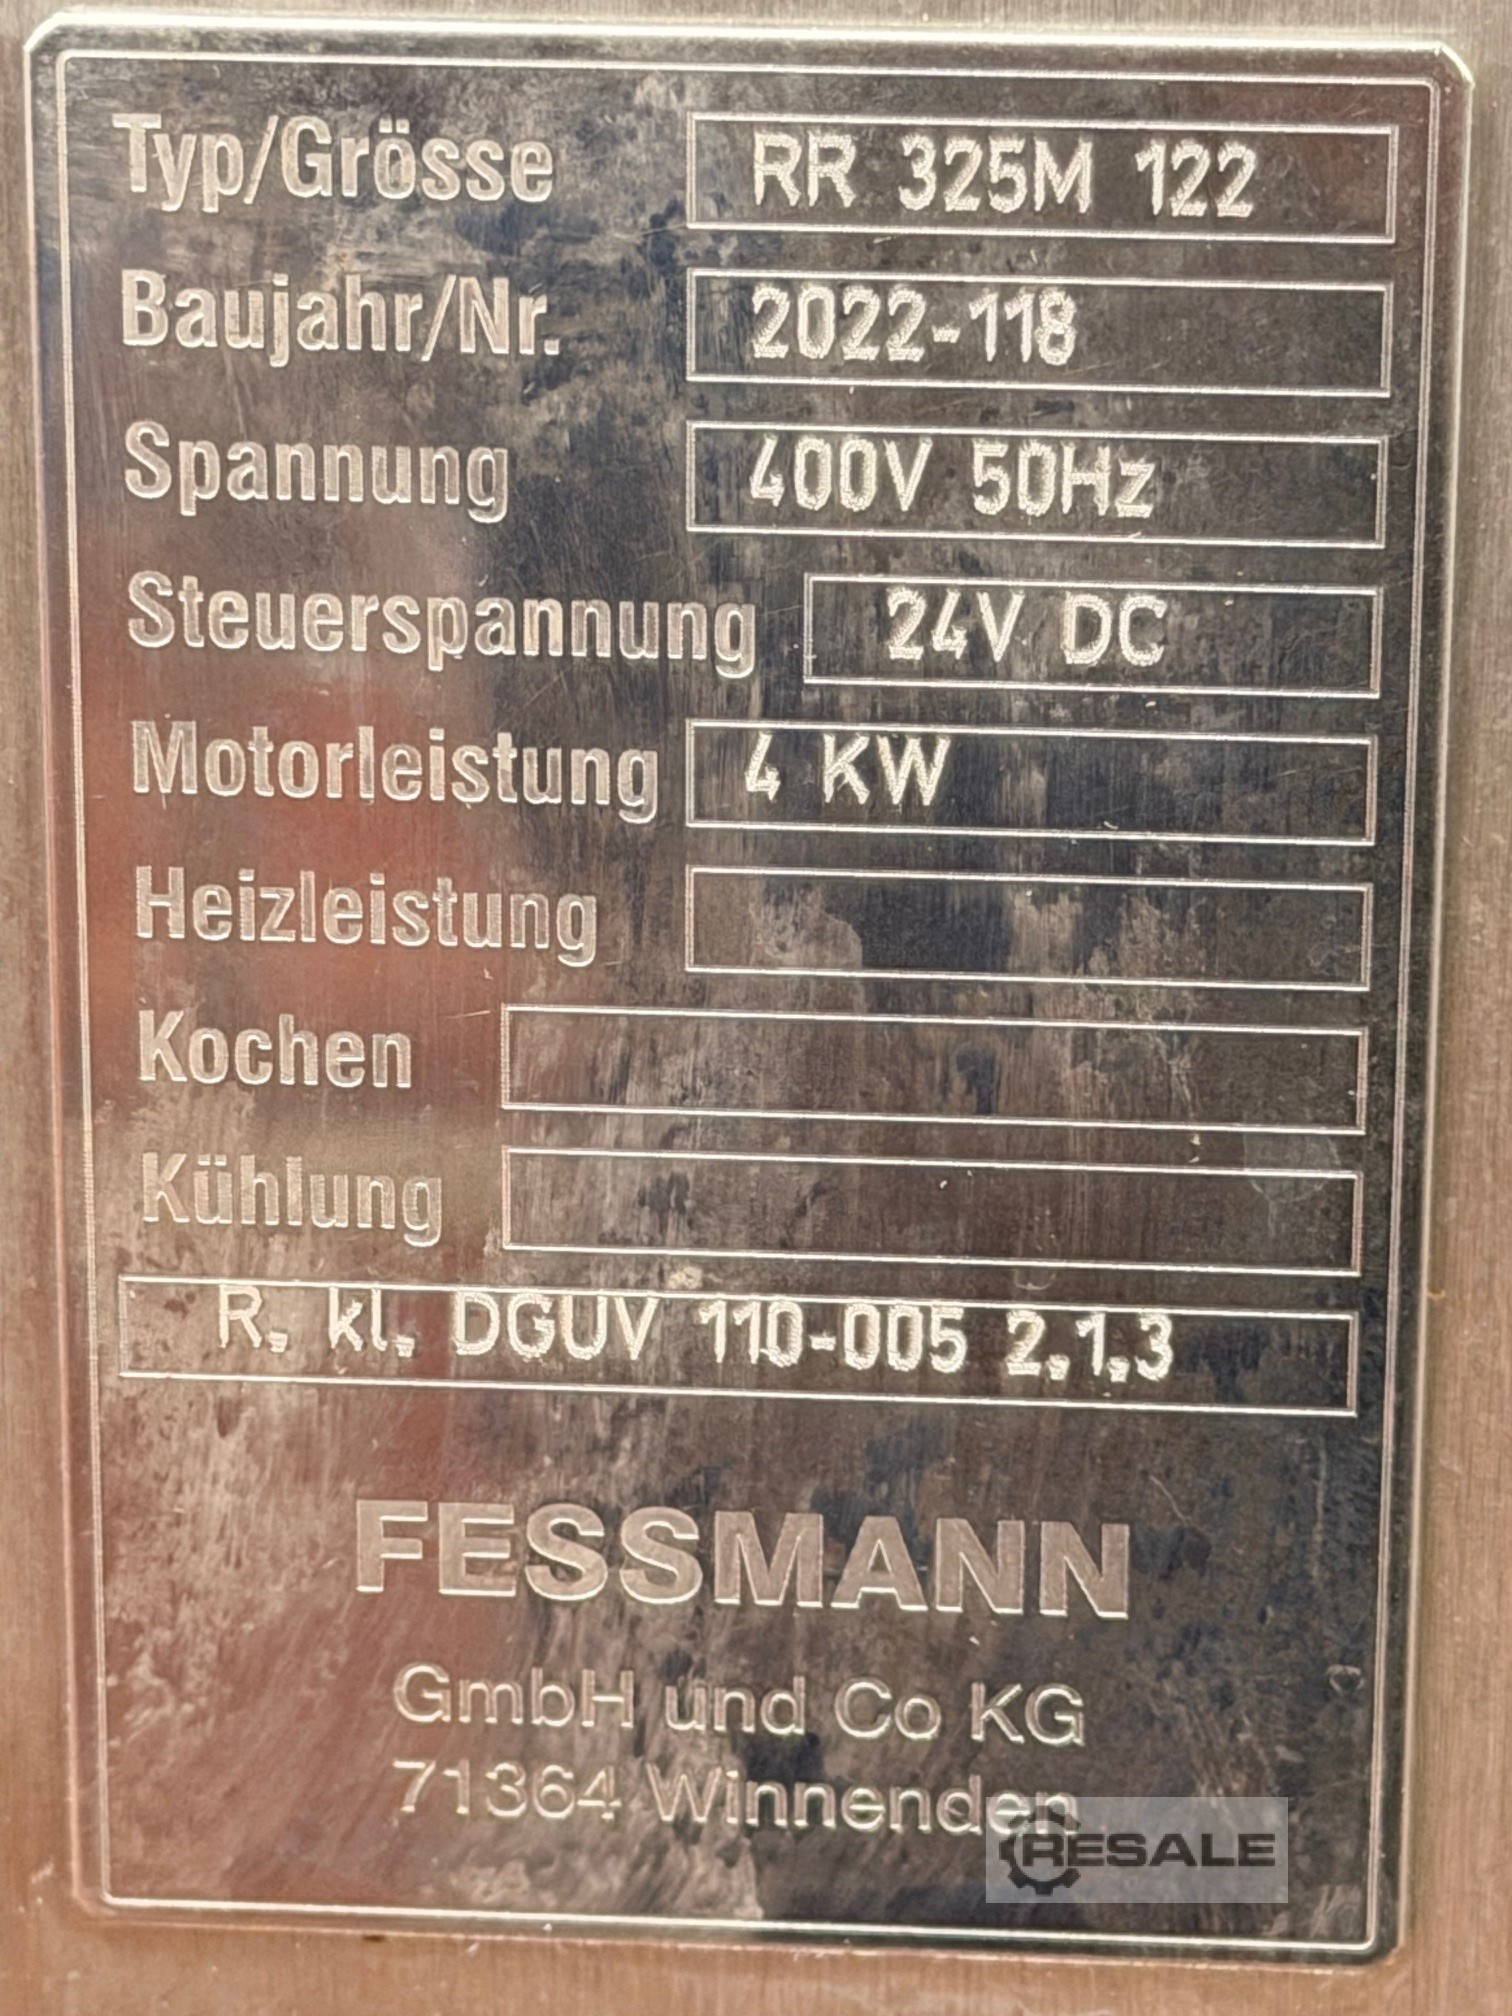 Typ/Grösse RR 325M 122
Baujahr/Nr. 2022-118
Spannung 400V 50Hz
Steuerspannung 24V DC
Motorleistung 4 KW
Heizleistung
Kochen
Kühlung
R. kl. DGUV 110-005 2.1.3
FESSMANN
GmbH und Co KG
71364 Winnenden
RESALE